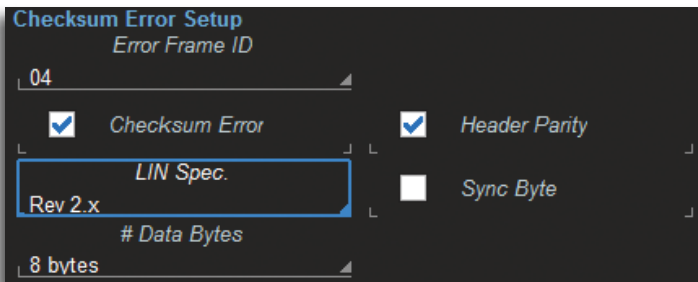 Checksum Error Setup
Error Frame ID
04
Checksum Error
Header Parity
LIN Spec.
Rev 2.x
Sync Byte
# Data Bytes
8 bytes